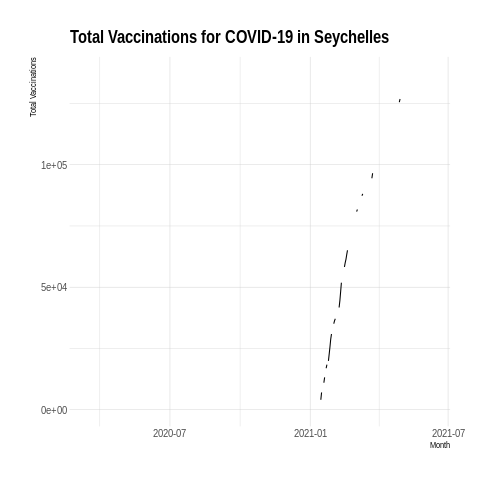 Total Vaccinations for COVID-19 in Seychelles
Total Vaccinations
1e+05
5e+04
0e+00
2020-07
2021-01
2021-07
Month